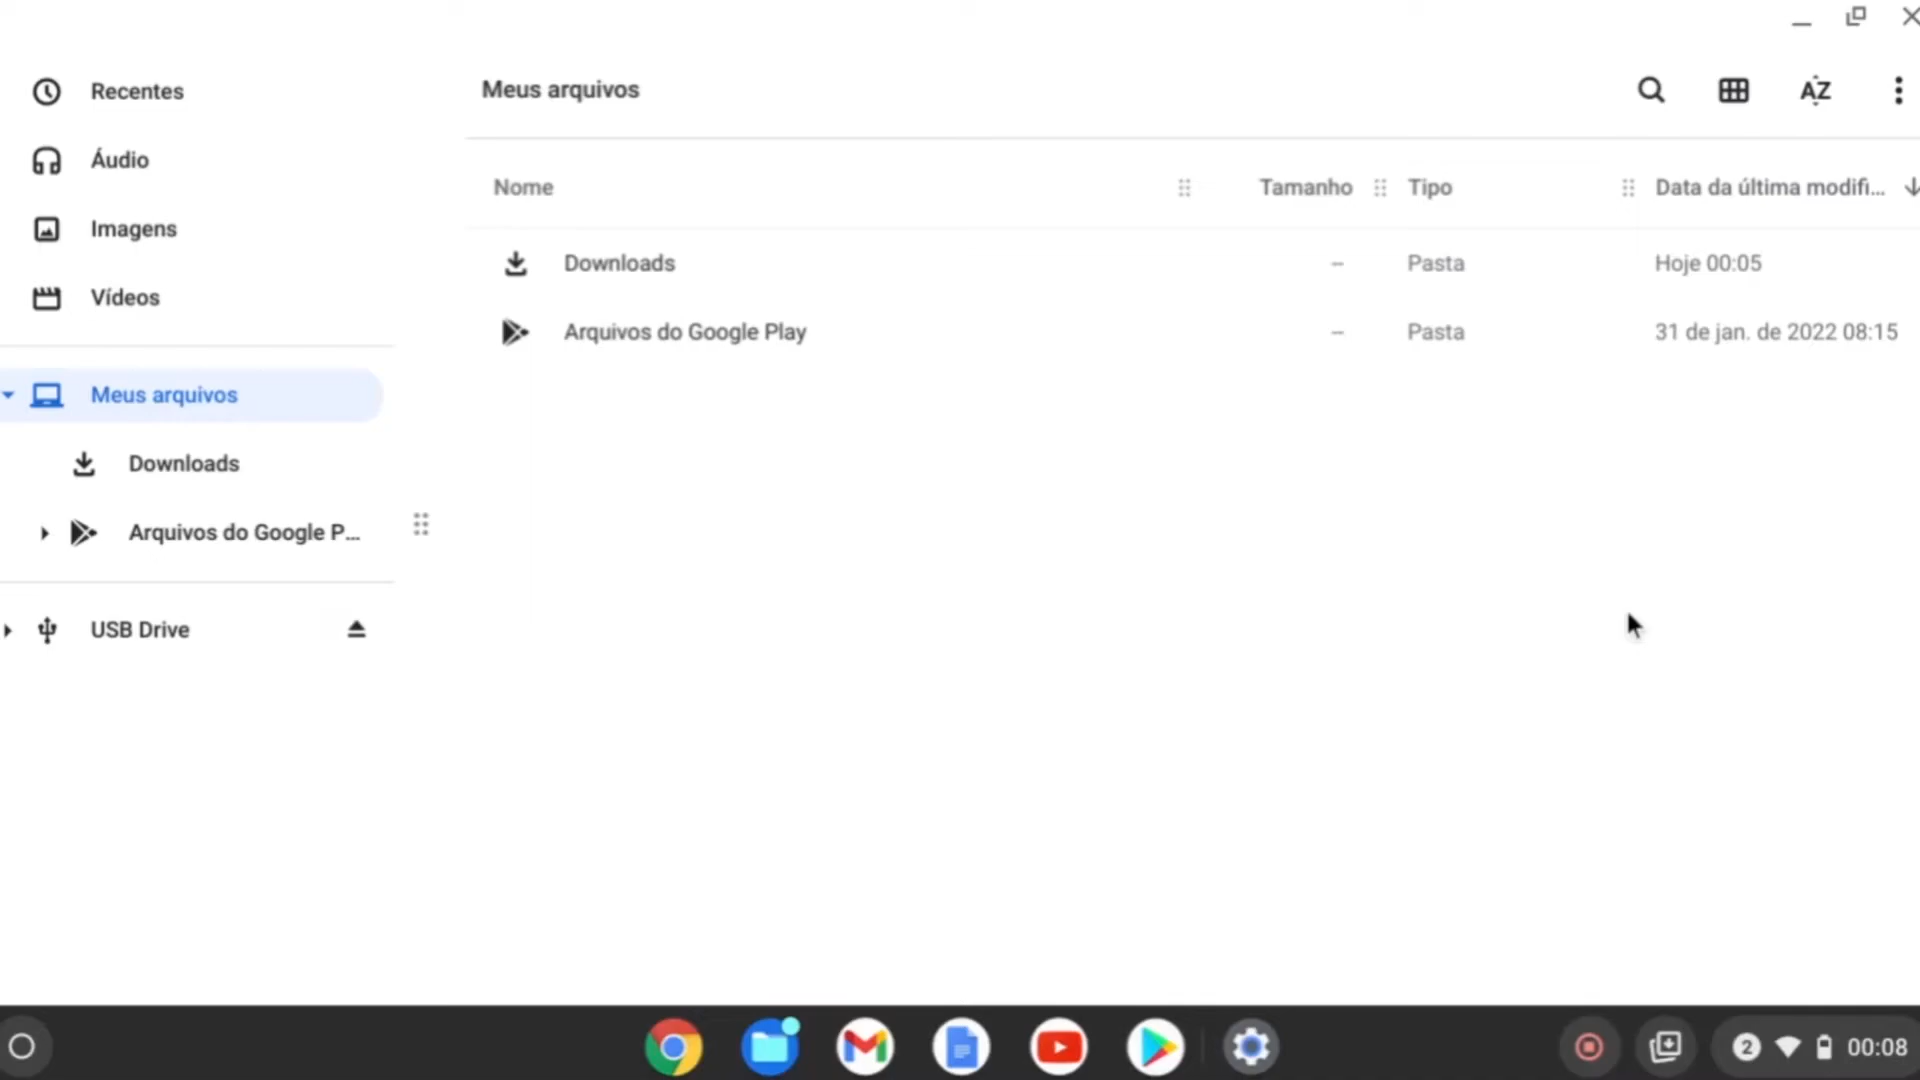 Recentes
Áudio
Imagens
Vídeos
Meus arquivos
Downloads
Arquivos do Google P...
USB Drive
Meus arquivos
AZ
Nome Tamanho Tipo Data da última modifi...
Downloads -- Pasta Hoje 00:05
Arquivos do Google Play -- Pasta 31 de jan. de 2022 08:15
2 00:08